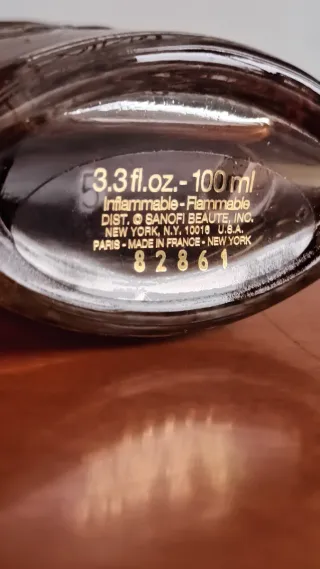 3.3 fl.oz. - 100 ml
Inflammable - Flammable
DIST. © SANOFI BEAUTE, INC.
NEW YORK, N.Y. 10016 U.S.A.
PARIS - MADE IN FRANCE - NEW YORK
82861